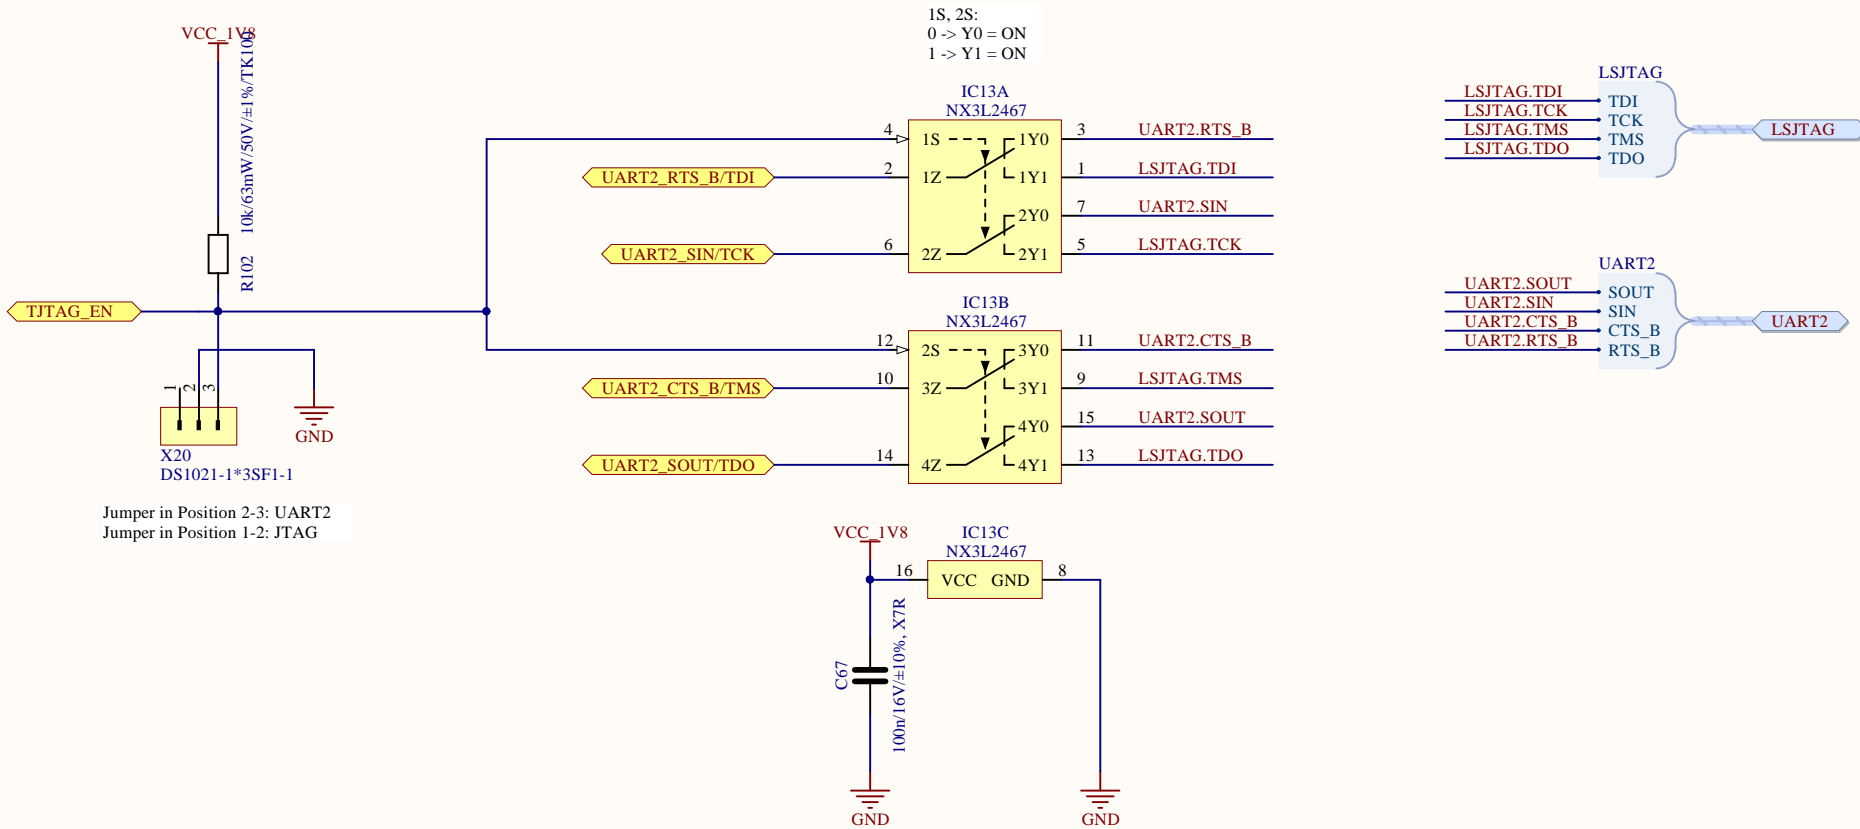 1S, 2S:
0 -> Y0 = ON
1 -> Y1 = ON
VCC_1V8
10k/63mW/50V/±1%/TK100
R102
TJTAG_EN
1
2
3
GND
X20
DS1021-1*3SF1-1
Jumper in Position 2-3: UART2
Jumper in Position 1-2: JTAG
IC13A
NX3L2467
4 1S 1Y0 3 UART2.RTS_B
UART2_RTS_B/TDI 2 1Z 1Y1 1 LSJTAG.TDI
2Y0 7 UART2.SIN
UART2_SIN/TCK 6 2Z 2Y1 5 LSJTAG.TCK
IC13B
NX3L2467
12 2S 3Y0 11 UART2.CTS_B
UART2_CTS_B/TMS 10 3Z 3Y1 9 LSJTAG.TMS
4Y0 15 UART2.SOUT
UART2_SOUT/TDO 14 4Z 4Y1 13 LSJTAG.TDO
VCC_1V8
IC13C
NX3L2467
16 VCC GND 8
C67
100n/16V/±10%, X7R
GND
GND
LSJTAG
LSJTAG.TDI TDI
LSJTAG.TCK TCK
LSJTAG.TMS TMS
LSJTAG.TDO TDO
LSJTAG
UART2
UART2.SOUT SOUT
UART2.SIN SIN
UART2.CTS_B CTS_B
UART2.RTS_B RTS_B
UART2